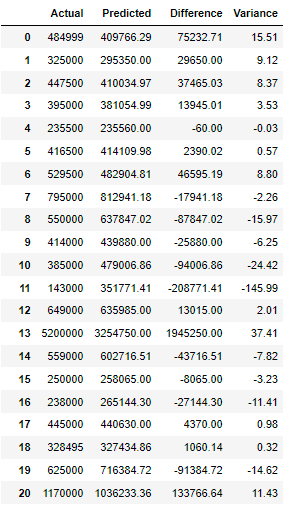 Actual Predicted Difference Variance
0 484999 409766.29 75232.71 15.51
1 325000 295350.00 29650.00 9.12
2 447500 410034.97 37465.03 8.37
3 395000 381054.99 13945.01 3.53
4 235500 235560.00 -60.00 -0.03
5 416500 414109.98 2390.02 0.57
6 529500 482904.81 46595.19 8.80
7 795000 812941.18 -17941.18 -2.26
8 550000 637847.02 -87847.02 -15.97
9 414000 439880.00 -25880.00 -6.25
10 385000 479006.86 -94006.86 -24.42
11 143000 351771.41 -208771.41 -145.99
12 649000 635985.00 13015.00 2.01
13 5200000 3254750.00 1945250.00 37.41
14 559000 602716.51 -43716.51 -7.82
15 250000 258065.00 -8065.00 -3.23
16 238000 265144.30 -27144.30 -11.41
17 445000 440630.00 4370.00 0.98
18 328495 327434.86 1060.14 0.32
19 625000 716384.72 -91384.72 -14.62
20 1170000 1036233.36 133766.64 11.43